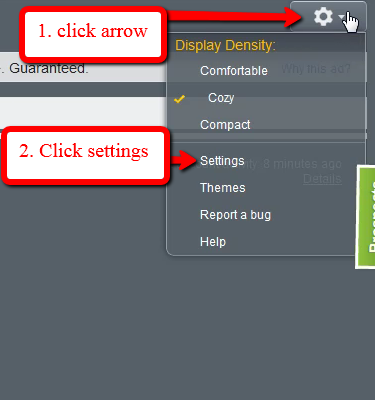 1. click arrow
Display Density:
. Guaranteed.
Comfortable
Why this ad?
Cozy
Compact
2. Click settings
Settings
8 minutes ago
Themes
Details
Report a bug
Help